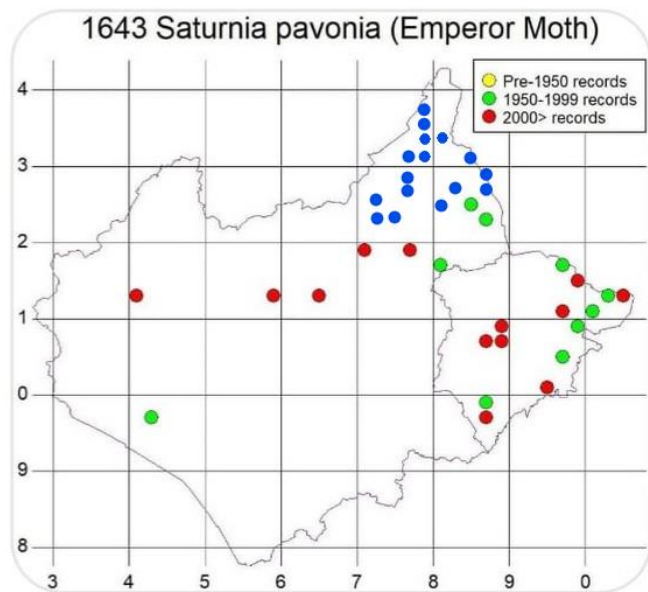 1643 Saturnia pavonia (Emperor Moth)
Pre-1950 records
1950-1999 records
2000> records
4
3
2
1
0
9
8
3 4 5 6 7 8 9 0